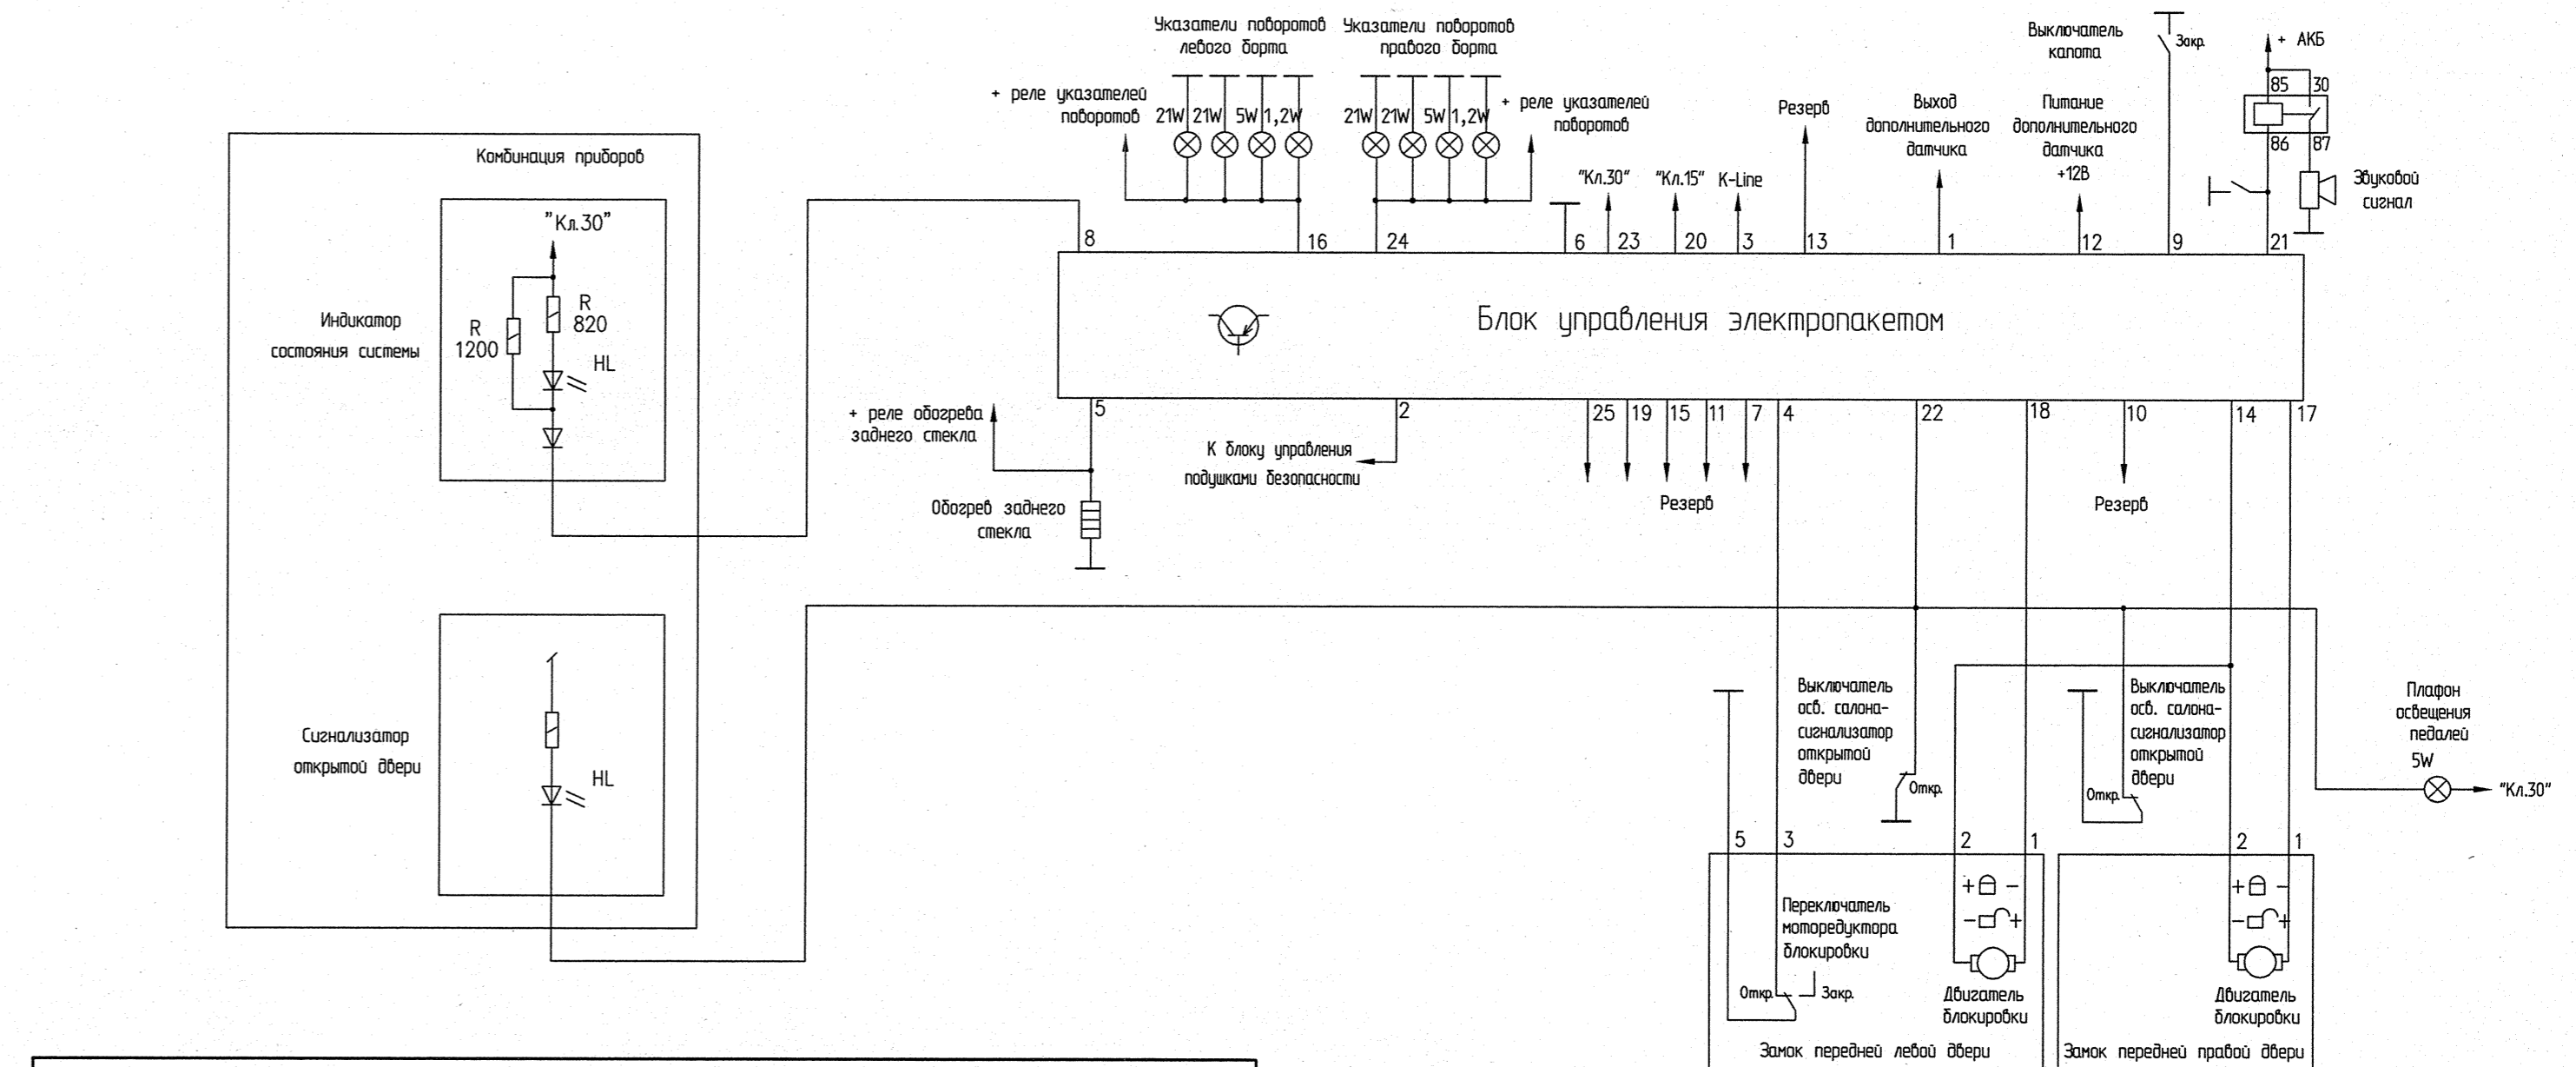 Указатели поворотов
левого борта
Указатели поворотов
правого борта
Выключатель
капота
Закр.
+ АКБ
85 30
86 87
Звуковой
сигнал
+ реле указателей
поворотов
21W 21W 5W 1,2W
21W 21W 5W 1,2W
+ реле указателей
поворотов
"Кл.30"
"Кл.15"
K-Line
Резерв
Выход
дополнительного
датчика
Питание
дополнительного
датчика
+12В
8 16 24 6 23 20 3 13 1 12 9 21
Блок управления электропакетом
5 2 25 19 15 11 7 4 22 18 10 14 17
Комбинация приборов
"Кл.30"
R
820
R
1200
HL
Индикатор
состояния системы
+ реле обогрева
заднего стекла
Обогрев заднего
стекла
К блоку управления
подушками безопасности
Резерв
Резерв
Сигнализатор
открытой двери
HL
Выключатель
осв. салона-
сигнализатор
открытой
двери
Откр.
Выключатель
осв. салона-
сигнализатор
открытой
двери
Откр.
Плафон
освещения
педалей
5W
"Кл.30"
5 3 2 1
2 1
+ -
- +
+ -
- +
Переключатель
моторедуктора
блокировки
Откр. Закр.
Двигатель
блокировки
Двигатель
блокировки
Замок передней левой двери
Замок передней правой двери